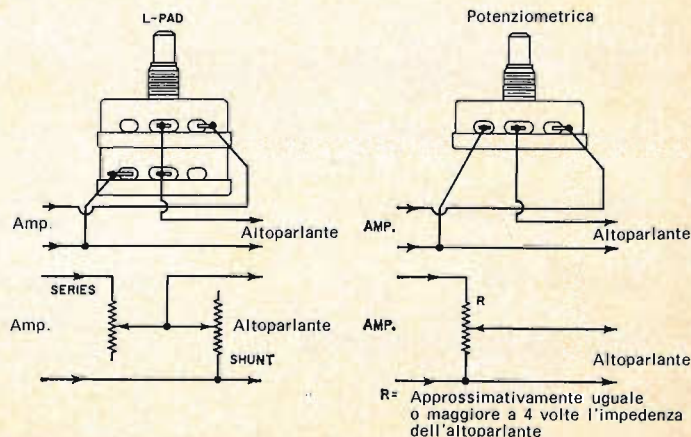 L-PAD
Potenziometrica
Amp.
Altoparlante
AMP.
Altoparlante
SERIES
Amp.
Altoparlante
SHUNT
R
AMP.
Altoparlante
R= Approssimativamente uguale
o maggiore a 4 volte l'impedenza
dell'altoparlante